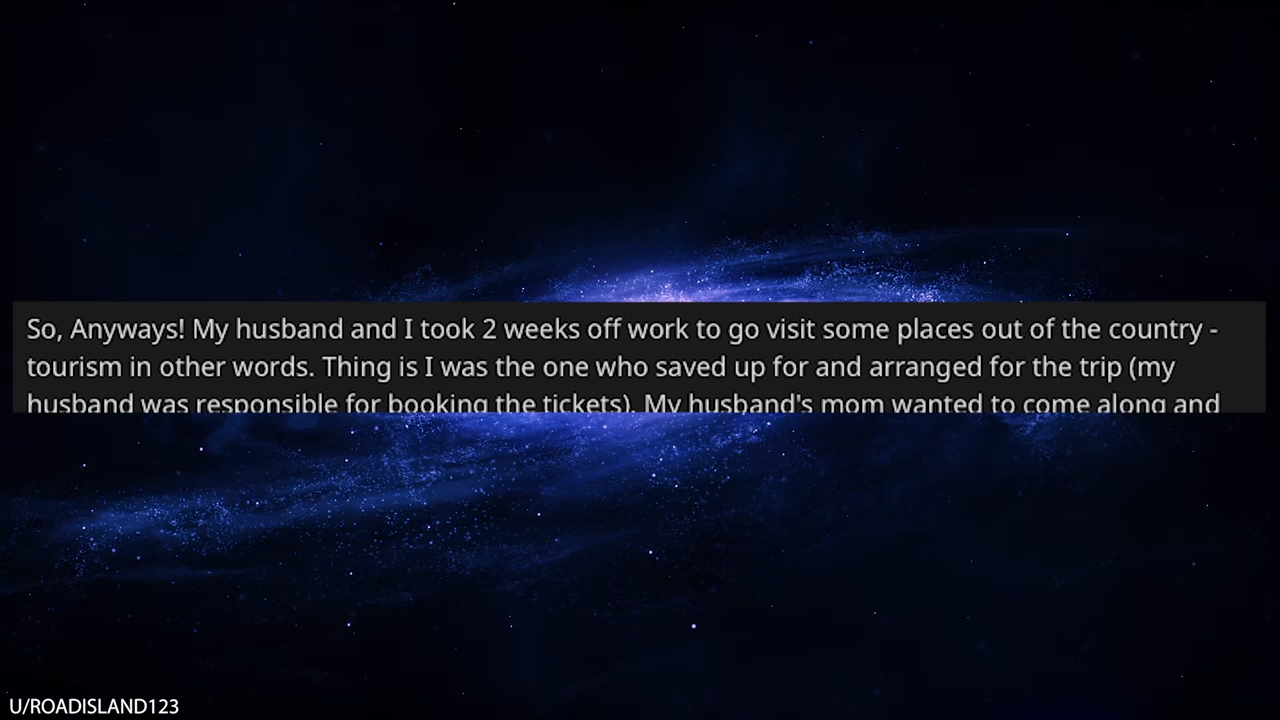 So, Anyways! My husband and I took 2 weeks off work to go visit some places out of the country -
tourism in other words. Thing is I was the one who saved up for and arranged for the trip (my
husband was responsible for booking the tickets). My husband's mom wanted to come along and
U/ROADISLAND123